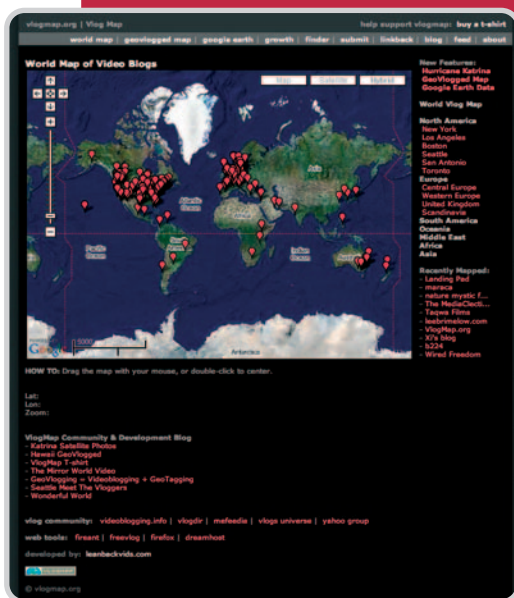 vlogmap.org | Vlog Map
help support vlogmap: buy a t-shirt
world map | geovlogged map | google earth | growth | finder | submit | linkback | blog | feed | about
World Map of Video Blogs
Map
Satellite
Hybrid
Asia
Atlantic
Ocean
Africa
Pacific
Ocean
Indian
Ocean
Antarctica
Google
HOW TO: Drag the map with your mouse, or double-click to center.
Lat:
Lon:
Zoom:
VlogMap Community & Development Blog
- Katrina Satellite Photos
- Hawaii GeoVlogged
- VlogMap T-shirt
- The Mirror World Video
- GeoVlogging = Videoblogging + GeoTagging
- Seattle Meet The Vloggers
- Wonderful World
vlog community: videoblogging.info | vlogdir | mefeedia | vlogs universe | yahoo group
web tools: fireant | freevlog | firefox | dreamhost
developed by: leanbackvids.com
© vlogmap.org
New Features:
Hurricane Katrina
GeoVlogged Map
Google Earth Data
World Vlog Map
North America
New York
Los Angeles
Boston
Seattle
San Antonio
Toronto
Europe
Central Europe
Western Europe
United Kingdom
Scandinavia
South America
Oceania
Middle East
Africa
Asia
Recently Mapped:
- Landing Pad
- maraca
- nature mystic f...
- The MediaClecti...
- Taqwa Films
- leebrimelow.com
- VlogMap.org
- Xi's blog
- b224
- Wired Freedom